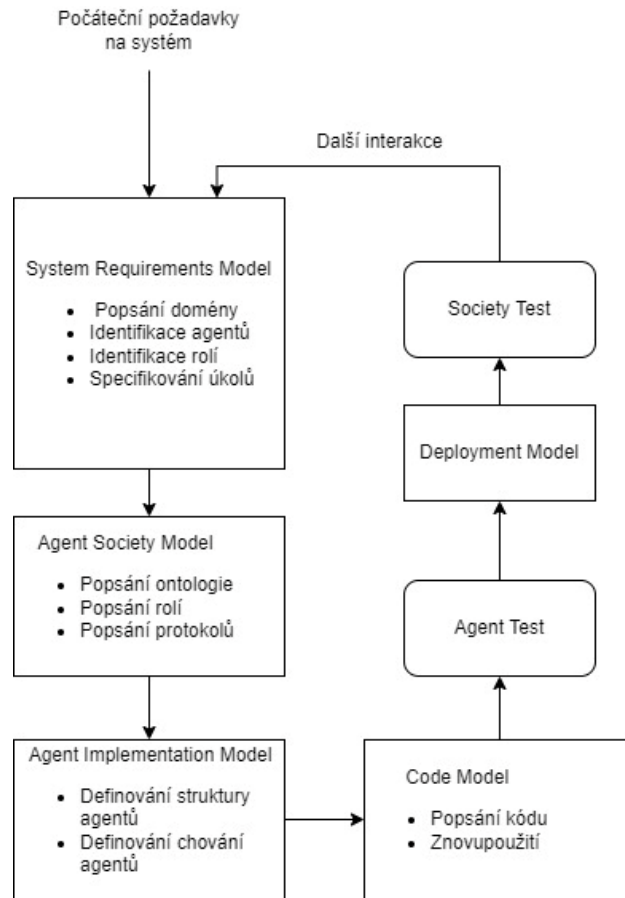 Počáteční požadavky
na systém
Další interakce
System Requirements Model
• Popsání domény
• Identifikace agentů
• Identifikace rolí
• Specifikování úkolů
Society Test
Deployment Model
Agent Society Model
• Popsání ontologie
• Popsání rolí
• Popsání protokolů
Agent Test
Agent Implementation Model
• Definování struktury
agentů
• Definování chování
agentů
Code Model
• Popsání kódu
• Znovupoužití